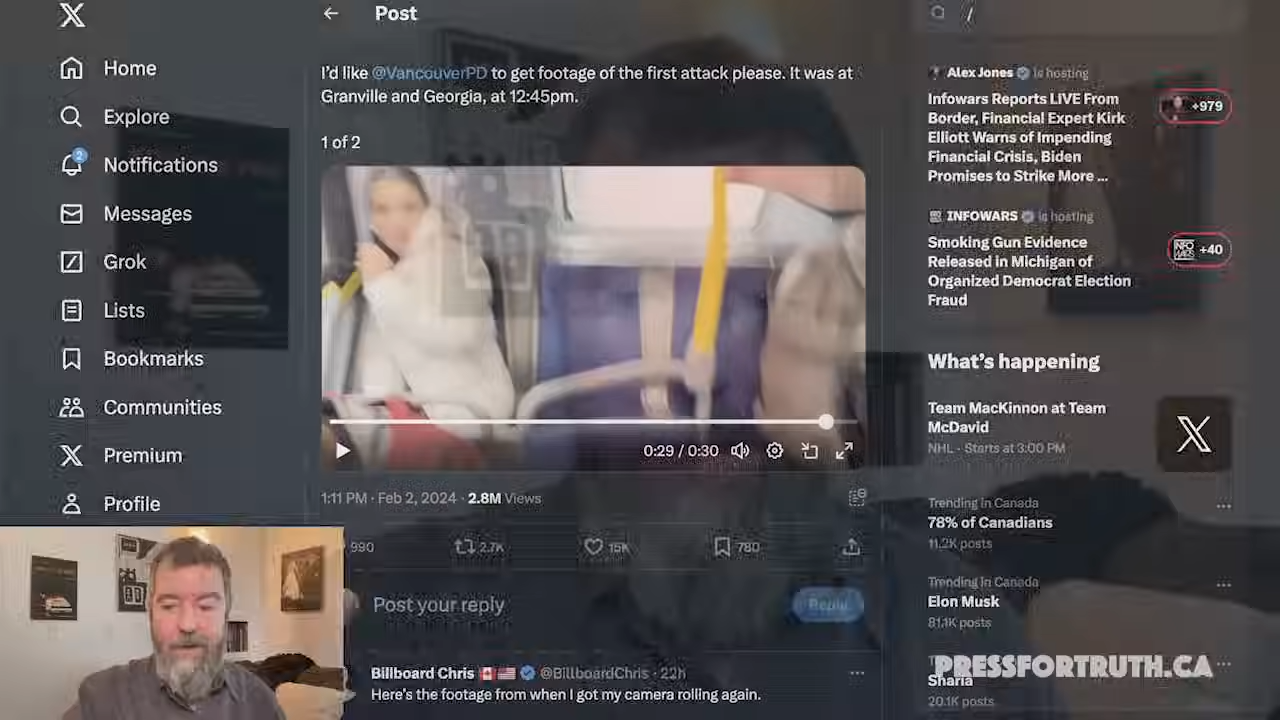 Home
Explore
2
Notifications
Messages
Grok
Lists
Bookmarks
Communities
Premium
Profile
Post
I'd like @VancouverPD to get footage of the first attack please. It was at
Granville and Georgia, at 12:45pm.
1 of 2
0:29 / 0:30
1:11 PM · Feb 2, 2024 · 2.8M Views
990
2.7K
15K
780
Post your reply
Reply
Billboard Chris @BillboardChris · 22h
Here's the footage from when I got my camera rolling again.
Alex Jones is hosting
Infowars Reports LIVE From
Border, Financial Expert Kirk
Elliott Warns of Impending
Financial Crisis, Biden
Promises to Strike More ...
+979
INFOWARS is hosting
Smoking Gun Evidence
Released in Michigan of
Organized Democrat Election
Fraud
+40
What's happening
Team MacKinnon at Team
McDavid
NHL · Starts at 3:00 PM
Trending in Canada
78% of Canadians
11.2K posts
Trending in Canada
Elon Musk
81.1K posts
PRESSFORTRUTH.CA
Sharia
20.1K posts